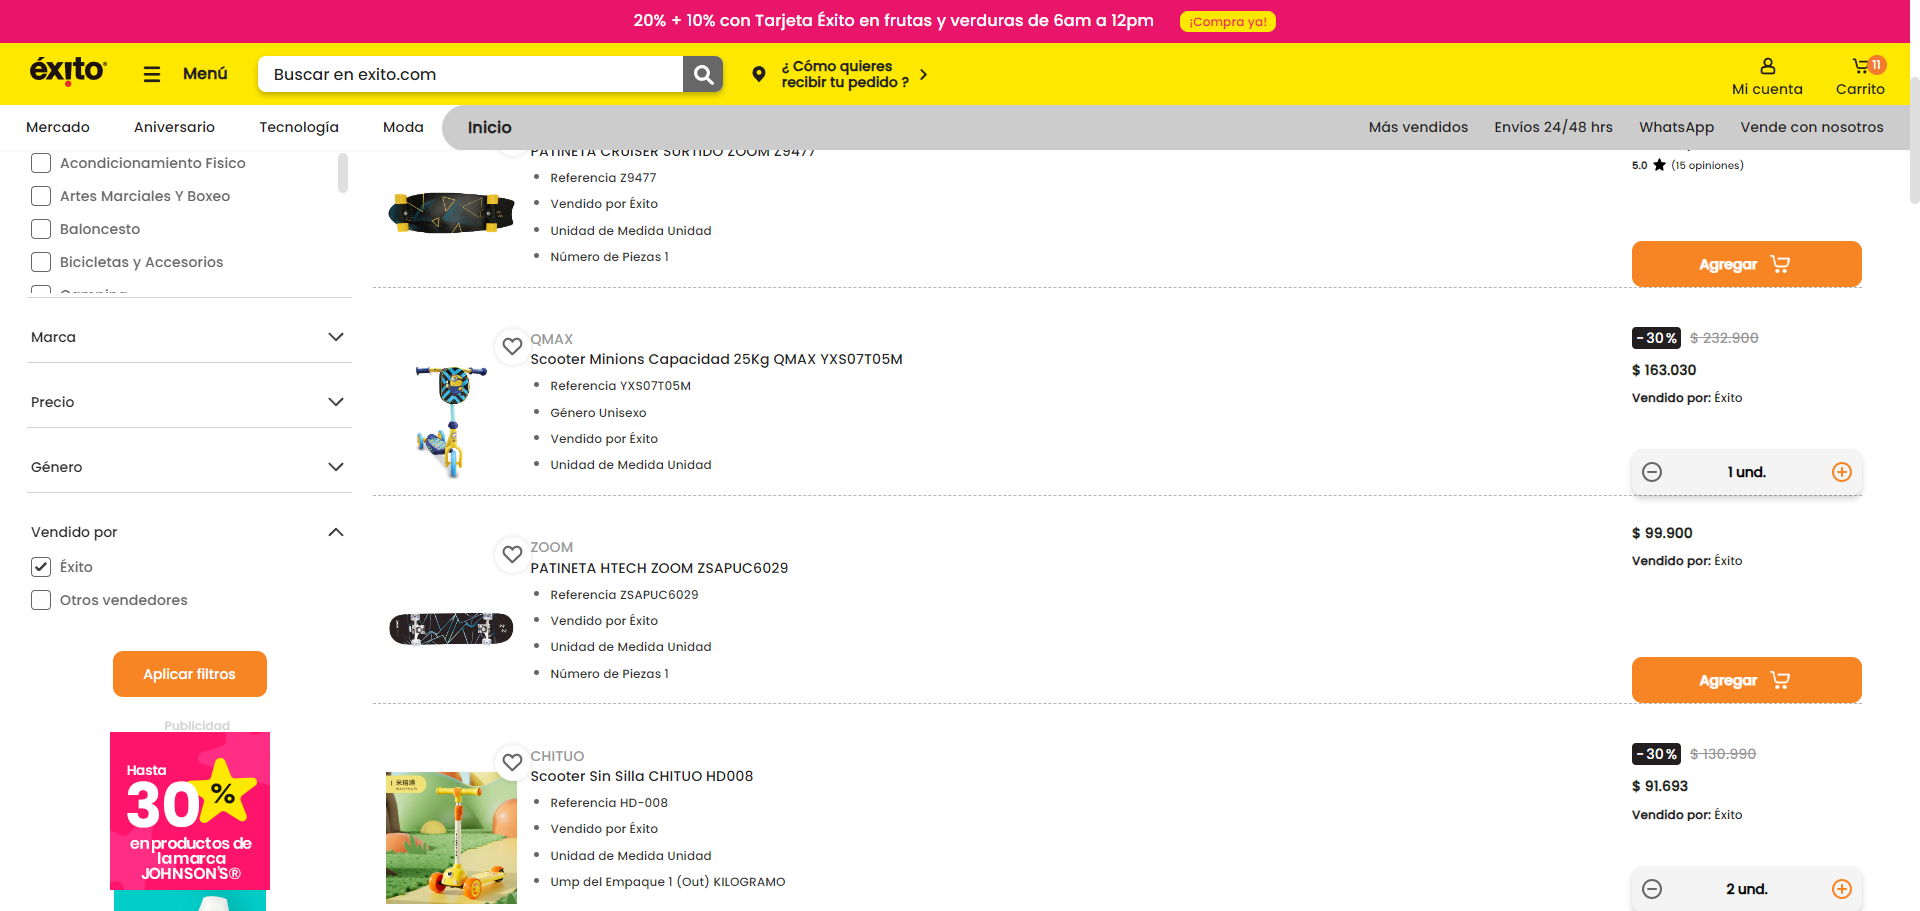 20% + 10% con Tarjeta Éxito en frutas y verduras de 6am a 12pm
¡Compra ya!
éxito
Menú
Buscar en exito.com
¿ Cómo quieres
recibir tu pedido ?
Mi cuenta
11
Carrito
Mercado
Aniversario
Tecnología
Moda
Inicio
Más vendidos
Envíos 24/48 hrs
WhatsApp
Vende con nosotros
Acondicionamiento Fisico
Artes Marciales Y Boxeo
Baloncesto
Bicicletas y Accesorios
Camping
Marca
Precio
Género
Vendido por
Éxito
Otros vendedores
Aplicar filtros
Publicidad
Hasta
30%
en productos de
la marca
JOHNSON'S®
PATINETA CRUISER SURTIDO ZOOM Z9477
Referencia Z9477
Vendido por Éxito
Unidad de Medida Unidad
Número de Piezas 1
5.0 (15 opiniones)
Agregar
QMAX
Scooter Minions Capacidad 25Kg QMAX YXS07T05M
Referencia YXS07T05M
Género Unisexo
Vendido por Éxito
Unidad de Medida Unidad
-30% $ 232.900
$ 163.030
Vendido por: Éxito
1 und.
ZOOM
PATINETA HTECH ZOOM ZSAPUC6029
Referencia ZSAPUC6029
Vendido por Éxito
Unidad de Medida Unidad
Número de Piezas 1
$ 99.900
Vendido por: Éxito
Agregar
CHITUO
Scooter Sin Silla CHITUO HD008
Referencia HD-008
Vendido por Éxito
Unidad de Medida Unidad
Ump del Empaque 1 (Out) KILOGRAMO
-30% $ 130.990
$ 91.693
Vendido por: Éxito
2 und.